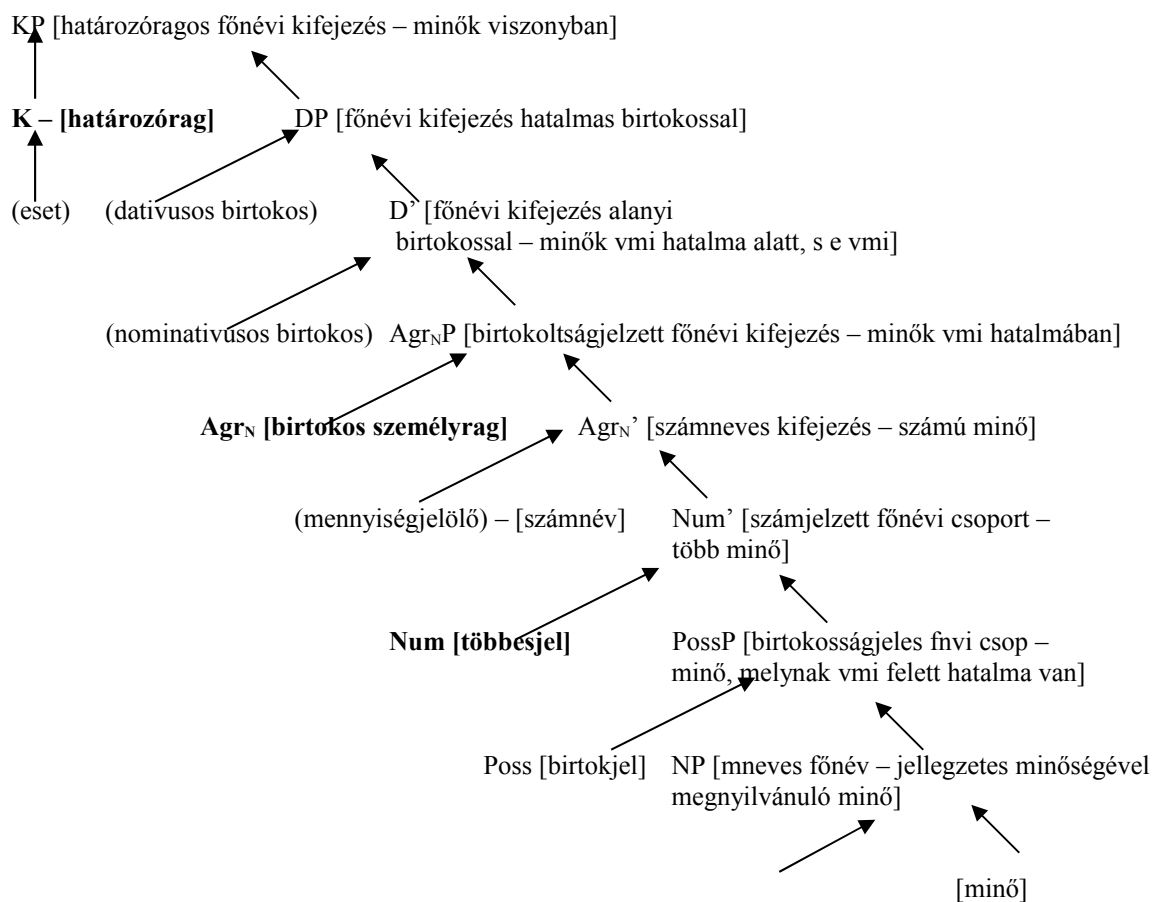 KP [határozóragos főnévi kifejezés – minők viszonyban]
K – [határozórag] DP [főnévi kifejezés hatalmas birtokossal]
(eset) (dativusos birtokos) D’ [főnévi kifejezés alanyi
birtokossal – minők vmi hatalma alatt, s e vmi]
(nominativusos birtokos) AgrNP [birtokoltságjelzett főnévi kifejezés – minők vmi hatalmában]
AgrN [birtokos személyrag] AgrN’ [számneves kifejezés – számú minő]
(mennyiségjelölő) – [számnév] Num’ [számjelzett főnévi csoport –
több minő]
Num [többesjel] PossP [birtokosságjeles fnvi csop –
minő, melynak vmi felett hatalma van]
Poss [birtokjel] NP [mneves főnév – jellegzetes minőségével
megnyilvánuló minő]
[minő]